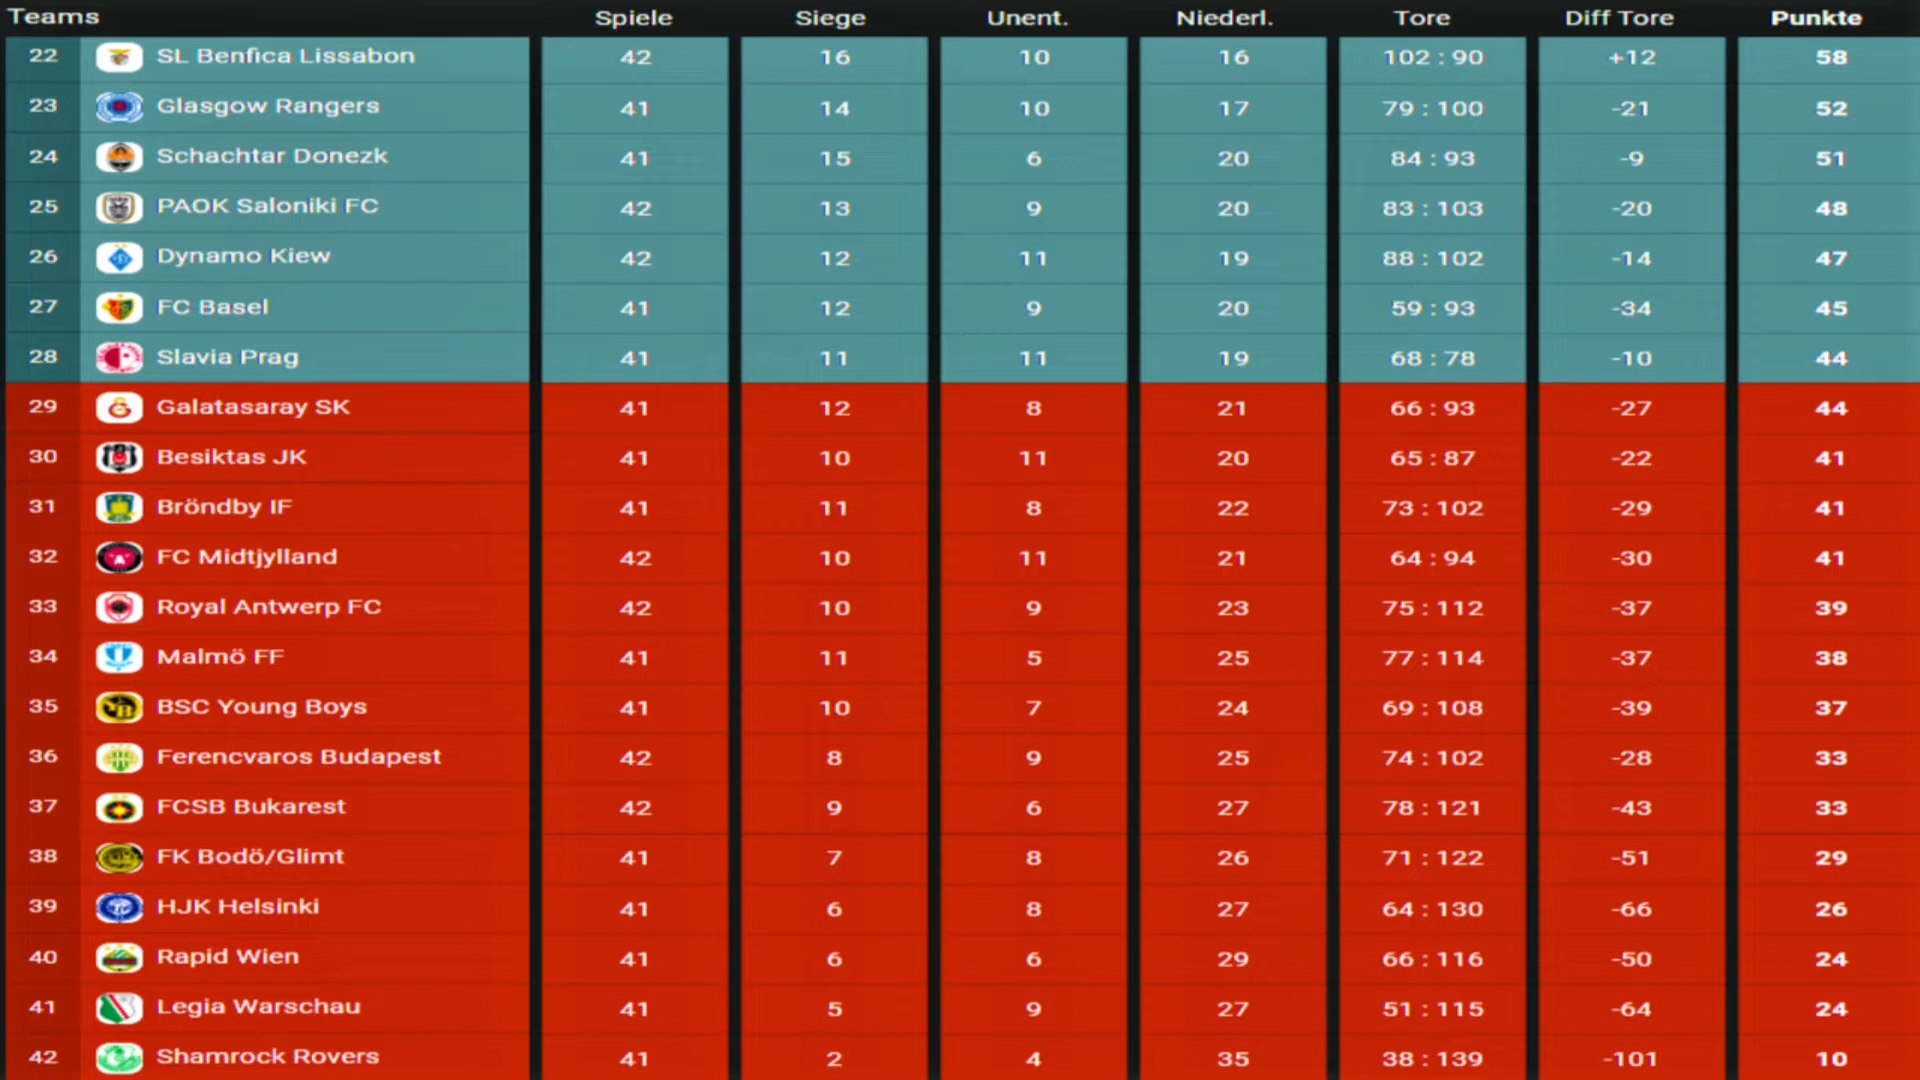 Teams Spiele Siege Unent. Niederl. Tore Diff Tore Punkte
22 SL Benfica Lissabon 42 16 10 16 102 : 90 +12 58
23 Glasgow Rangers 41 14 10 17 79 : 100 -21 52
24 Schachtar Donezk 41 15 6 20 84 : 93 -9 51
25 PAOK Saloniki FC 42 13 9 20 83 : 103 -20 48
26 Dynamo Kiew 42 12 11 19 88 : 102 -14 47
27 FC Basel 41 12 9 20 59 : 93 -34 45
28 Slavia Prag 41 11 11 19 68 : 78 -10 44
29 Galatasaray SK 41 12 8 21 66 : 93 -27 44
30 Besiktas JK 41 10 11 20 65 : 87 -22 41
31 Bröndby IF 41 11 8 22 73 : 102 -29 41
32 FC Midtjylland 42 10 11 21 64 : 94 -30 41
33 Royal Antwerp FC 42 10 9 23 75 : 112 -37 39
34 Malmö FF 41 11 5 25 77 : 114 -37 38
35 BSC Young Boys 41 10 7 24 69 : 108 -39 37
36 Ferencvaros Budapest 42 8 9 25 74 : 102 -28 33
37 FCSB Bukarest 42 9 6 27 78 : 121 -43 33
38 FK Bodö/Glimt 41 7 8 26 71 : 122 -51 29
39 HJK Helsinki 41 6 8 27 64 : 130 -66 26
40 Rapid Wien 41 6 6 29 66 : 116 -50 24
41 Legia Warschau 41 5 9 27 51 : 115 -64 24
42 Shamrock Rovers 41 2 4 35 38 : 139 -101 10